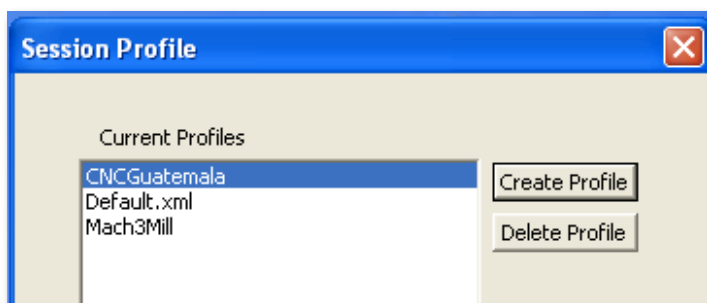 Session Profile
Current Profiles
CNCGuatemala
Default.xml
Mach3Mill
Create Profile
Delete Profile